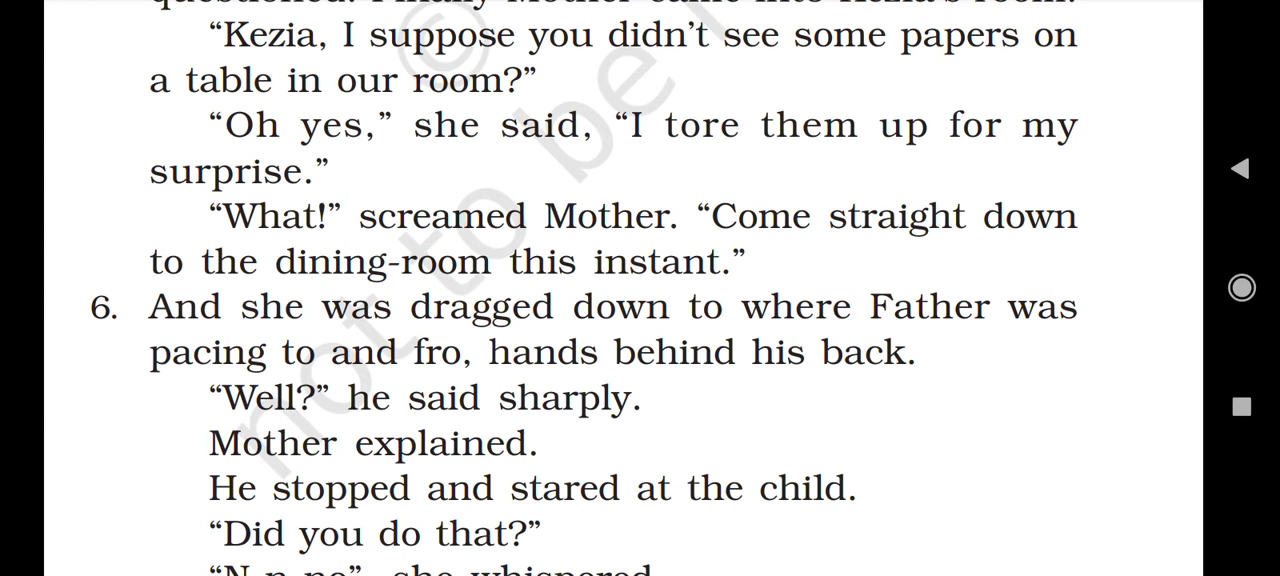 “Kezia, I suppose you didn’t see some papers on
a table in our room?”
“Oh yes,” she said, “I tore them up for my
surprise.”
“What!” screamed Mother. “Come straight down
to the dining-room this instant.”
6. And she was dragged down to where Father was
pacing to and fro, hands behind his back.
“Well?” he said sharply.
Mother explained.
He stopped and stared at the child.
“Did you do that?”
“N-n-no”, she whispered.
© not to be